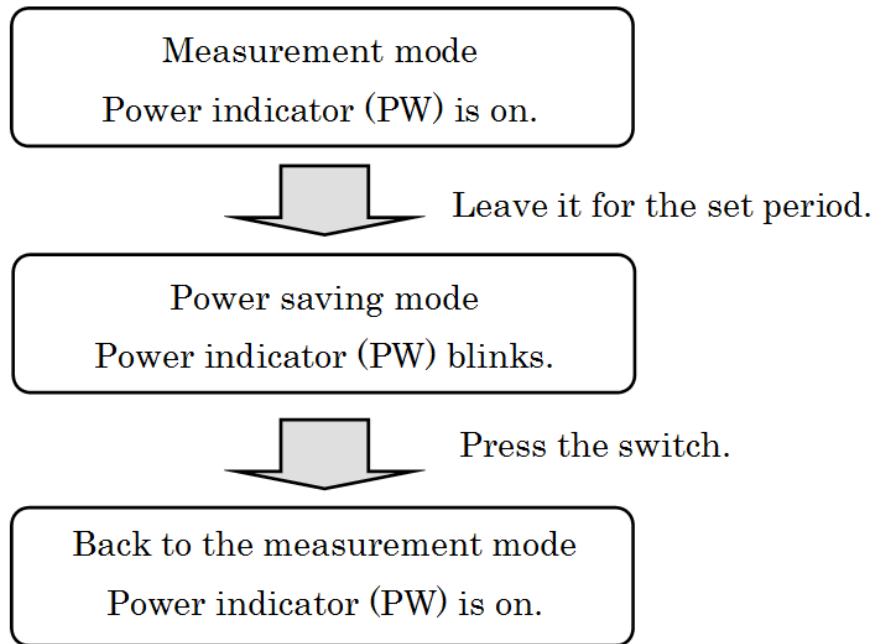 Measurement mode
Power indicator (PW) is on.
Leave it for the set period.
Power saving mode
Power indicator (PW) blinks.
Press the switch.
Back to the measurement mode
Power indicator (PW) is on.